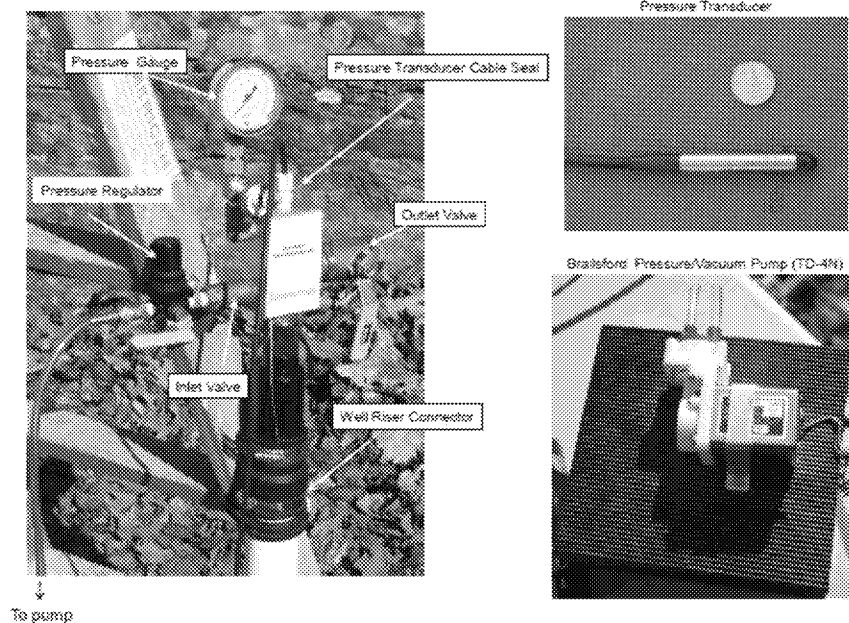 Pressure Transducer
Pressure Gauge
Pressure Transducer Cable Seal
Pressure Regulator
Outlet Valve
Brailsford Pressure/Vacuum Pump (TD-4N)
Inlet Valve
Well Riser Connector
To pump